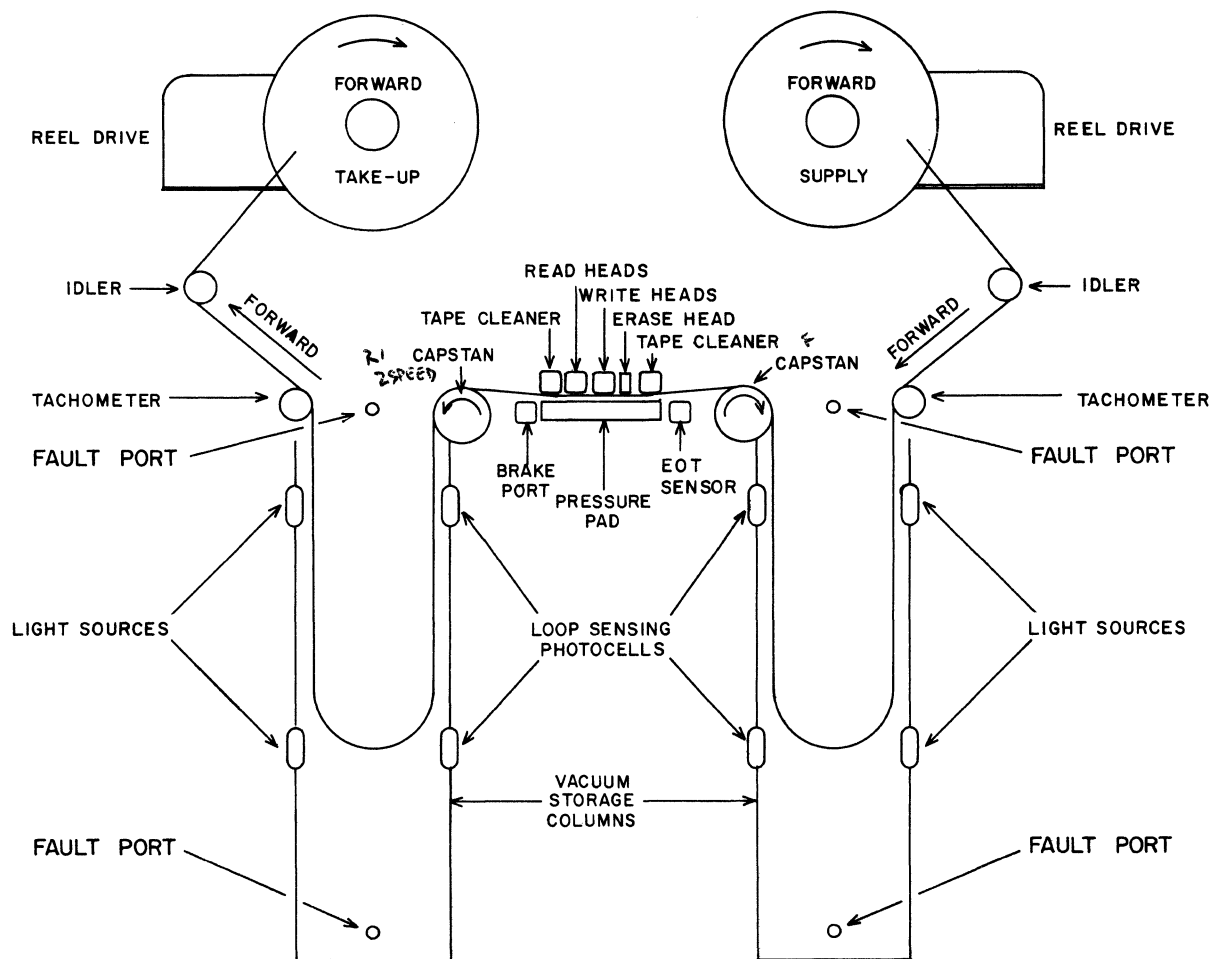 FORWARD
FORWARD
REEL DRIVE
REEL DRIVE
TAKE-UP
SUPPLY
READ HEADS
IDLER
IDLER
WRITE HEADS
FORWARD
FORWARD
TAPE CLEANER
ERASE HEAD
TAPE CLEANER
2SPEED
CAPSTAN
CAPSTAN
TACHOMETER
TACHOMETER
FAULT PORT
FAULT PORT
BRAKE
PORT
PRESSURE
PAD
EOT
SENSOR
LIGHT SOURCES
LOOP SENSING
PHOTOCELLS
LIGHT SOURCES
VACUUM
STORAGE
COLUMNS
FAULT PORT
FAULT PORT